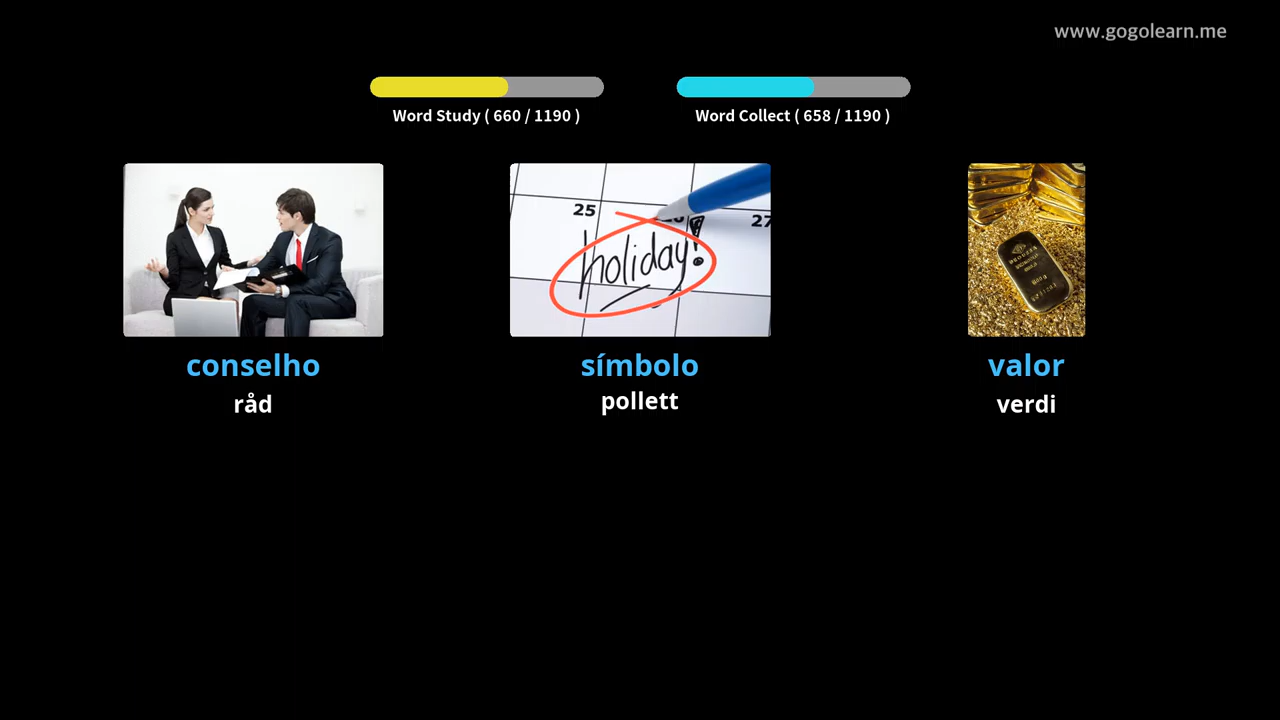 www.gogolearn.me
Word Study ( 660 / 1190 )
Word Collect ( 658 / 1190 )
25
27
holiday!
conselho
símbolo
valor
råd
pollett
verdi